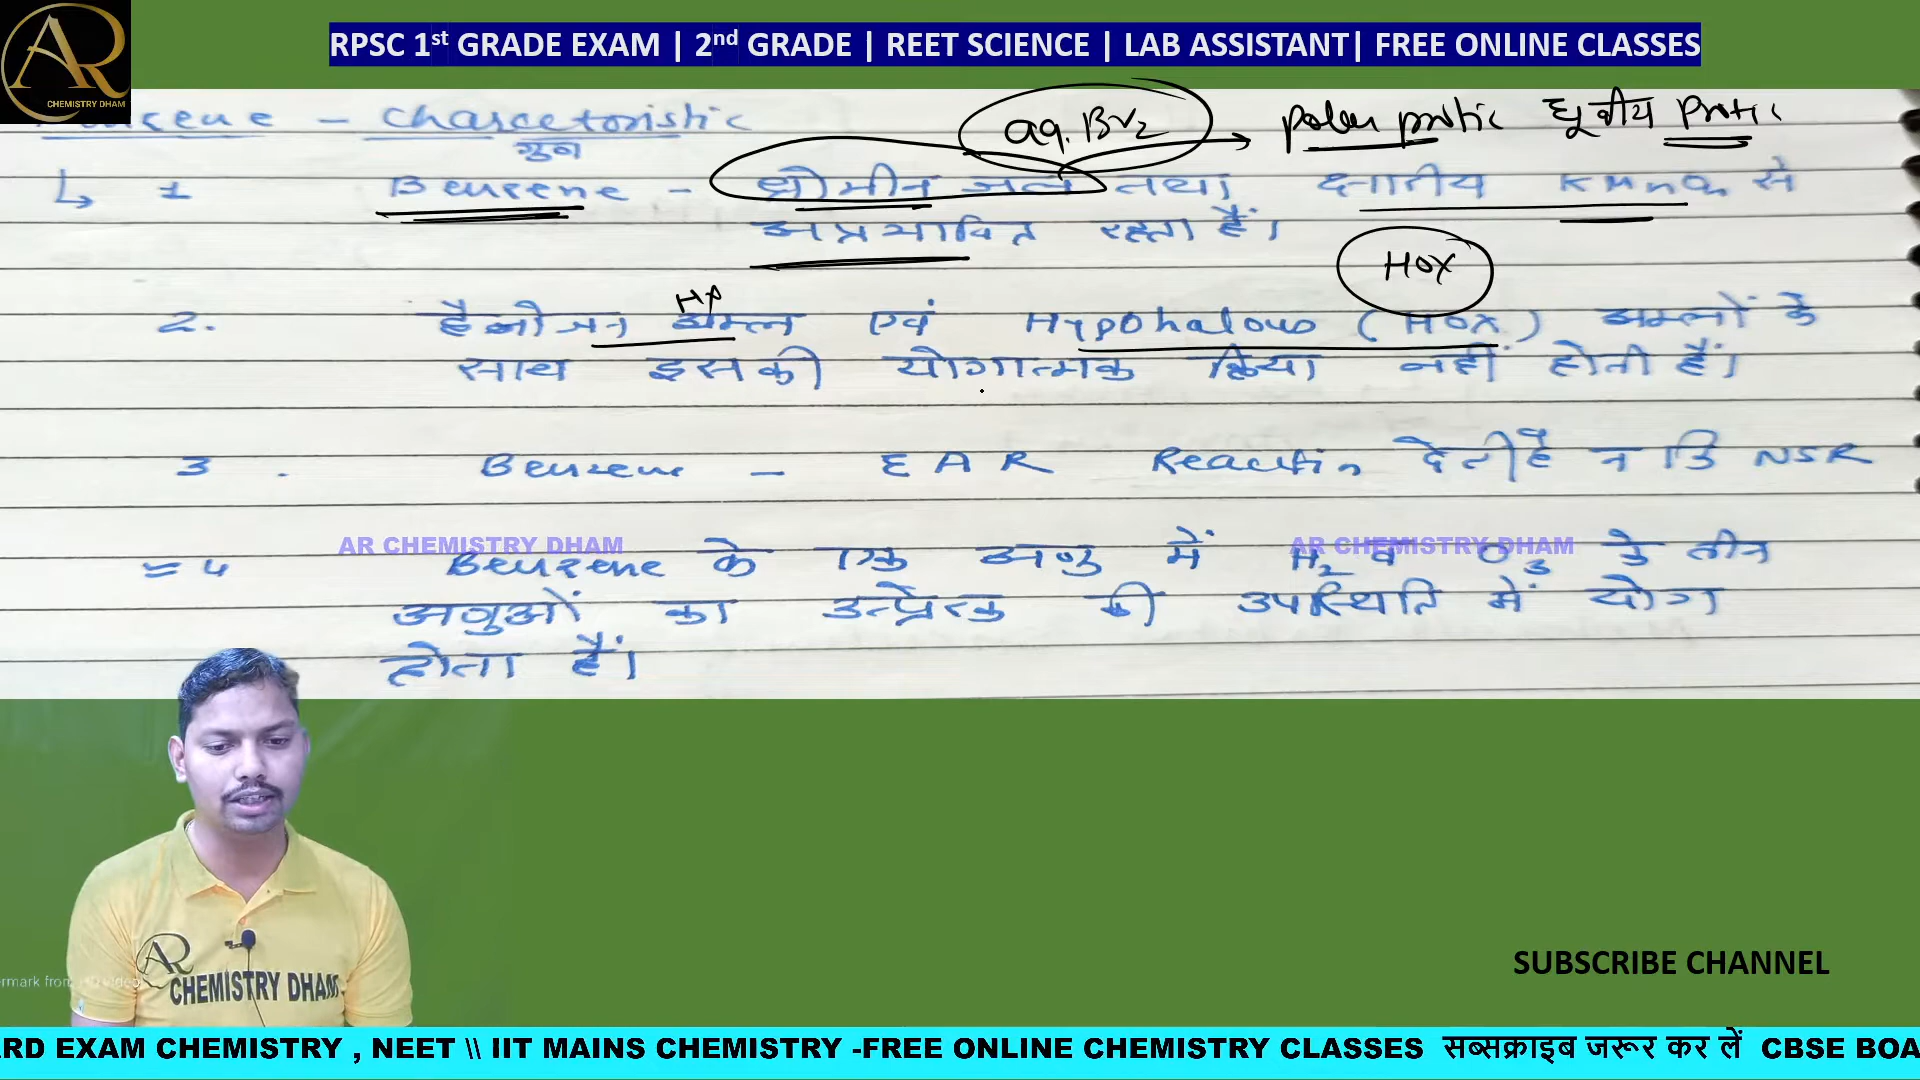 AR
CHEMISTRY DHAM
RPSC 1st GRADE EXAM | 2nd GRADE | REET SCIENCE | LAB ASSISTANT| FREE ONLINE CLASSES
– charcetoristic
गुण
aq. Br2 → polar protic ध्रुवीय Protic
↳ 1 Benzene – ब्रोमीन जल तथा क्षारीय KMnO4 से
अप्रभावित रहता हैं।
HOX
HX
2. हैलोजन अम्ल एवं Hypohalous (HOX) अम्लों के
साथ इसकी योगात्मक क्रिया नहीं होती हैं।
3. Benzene – EAR Reaction देती है न कि NSR
AR CHEMISTRY DHAM AR CHEMISTRY DHAM
= 4 Benzene के एक अणु में H2 व O3 के तीन
अणुओं का उत्प्रेरक की उपस्थिति में योग
होता हैं।
AR
CHEMISTRY DHAM
SUBSCRIBE CHANNEL
ARD EXAM CHEMISTRY , NEET \\ IIT MAINS CHEMISTRY -FREE ONLINE CHEMISTRY CLASSES सब्सक्राइब जरूर कर लें CBSE BOA